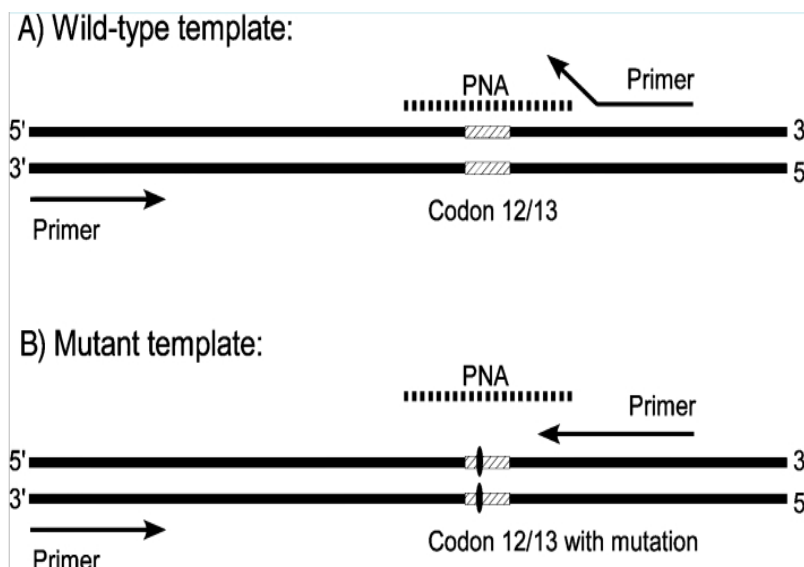 A) Wild-type template:
PNA
Primer
5'
3
3'
5
Primer
Codon 12/13
B) Mutant template:
PNA
Primer
5'
3
3'
5
Primer
Codon 12/13 with mutation